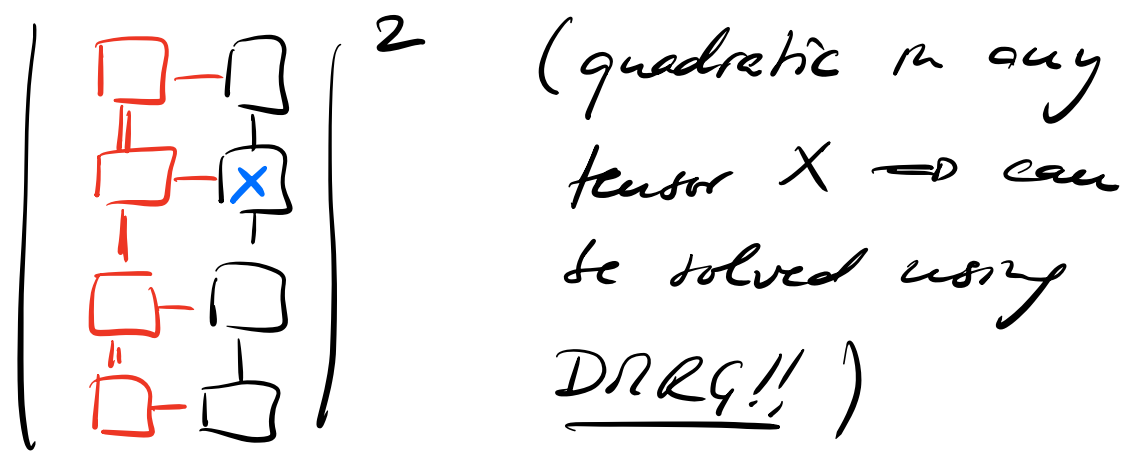 2
(quadratic in any
X
tensor X ⇒ can
be solved using
DMRG!!)